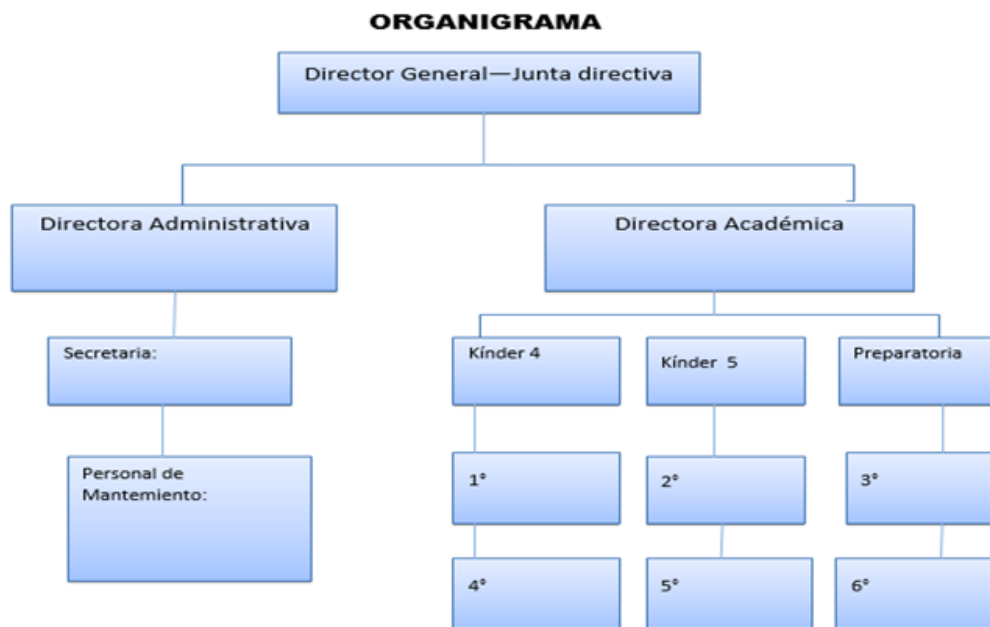 ORGANIGRAMA
Director General—Junta directiva
Directora Administrativa
Directora Académica
Secretaria:
Kínder 4
Kínder 5
Preparatoria
Personal de
Mantemiento:
1°
2°
3°
4°
5°
6°